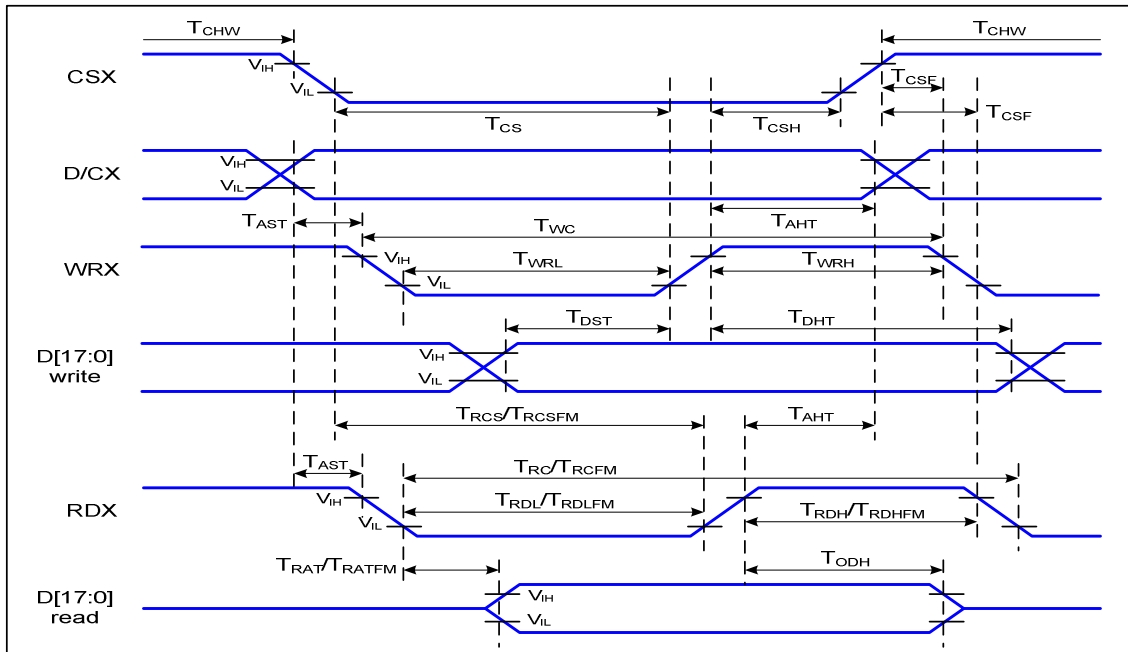 TCHW TCHW
VIH
CSX
TCSF
VIL
TCS TCSH TCSF
VIH
D/CX
VIL
TAST TWC TAHT
VIH
WRX TWRL TWRH
VIL
TDST TDHT
D[17:0]
write
VIH
VIL
TRCS/TRCSFM TAHT
TAST TRC/TRCFM
VIH
RDX TRDL/TRDLFM TRDH/TRDHFM
VIL
TRAT/TRATFM TODH
D[17:0]
read
VIH
VIL